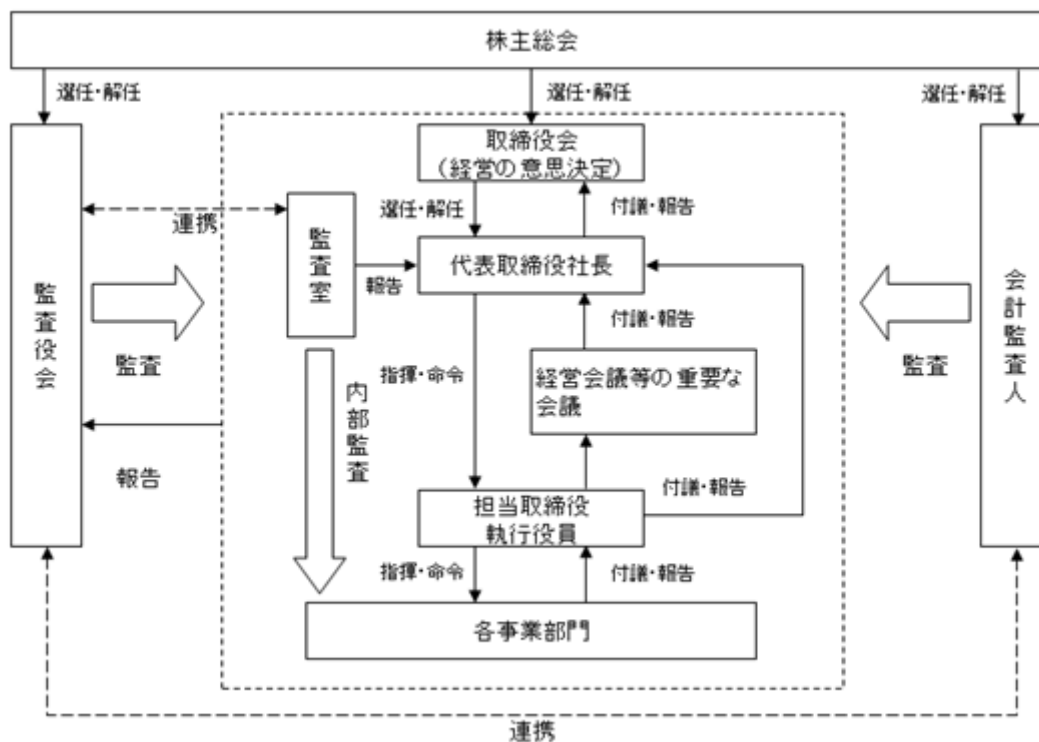 株主総会
選任・解任
選任・解任
選任・解任
取締役会
(経営の意思決定)
選任・解任
付議・報告
連携
監査室
報告
代表取締役社長
監査役会
監査
会計監査人
監査
指揮・命令
付議・報告
経営会議等の重要な
会議
内部監査
報告
付議・報告
担当取締役
執行役員
指揮・命令
付議・報告
各事業部門
連携